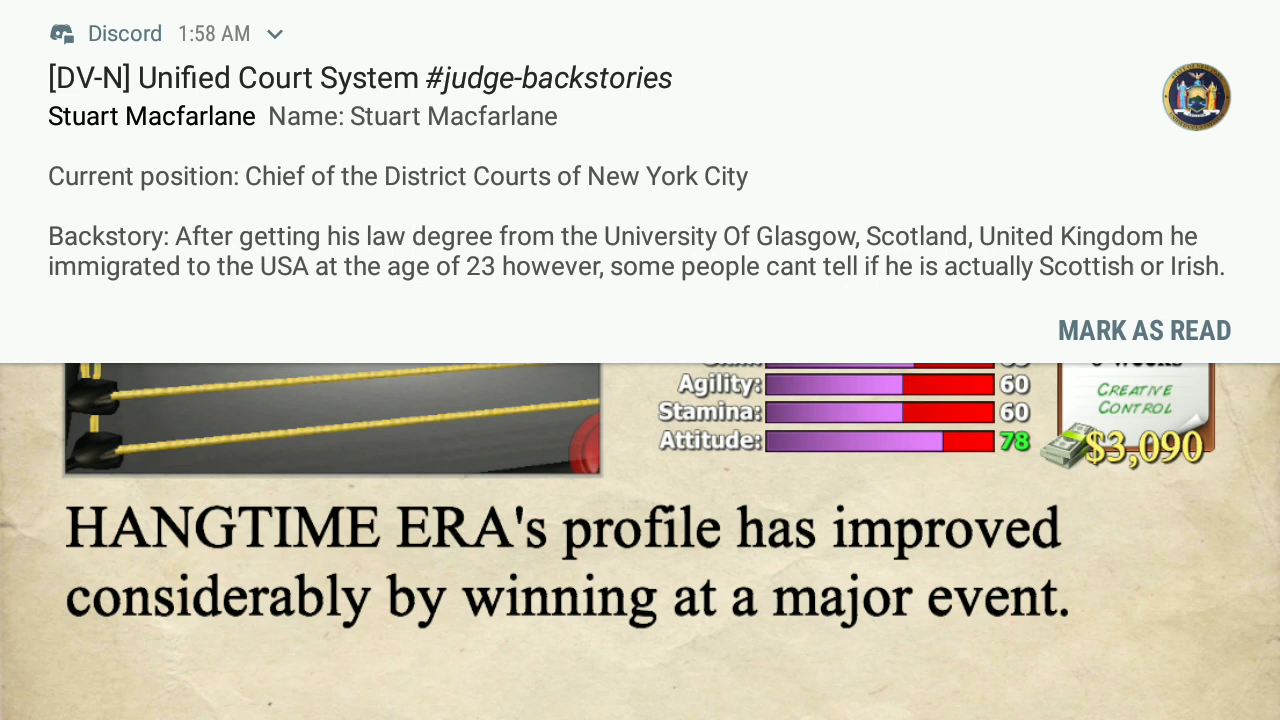 Discord 1:58 AM
[DV-N] Unified Court System #judge-backstories
Stuart Macfarlane Name: Stuart Macfarlane
Current position: Chief of the District Courts of New York City
Backstory: After getting his law degree from the University Of Glasgow, Scotland, United Kingdom he
immigrated to the USA at the age of 23 however, some people cant tell if he is actually Scottish or Irish.
MARK AS READ
Agility: 60
Stamina: 60
Attitude: 78
CREATIVE
CONTROL
$3,090
HANGTIME ERA's profile has improved
considerably by winning at a major event.